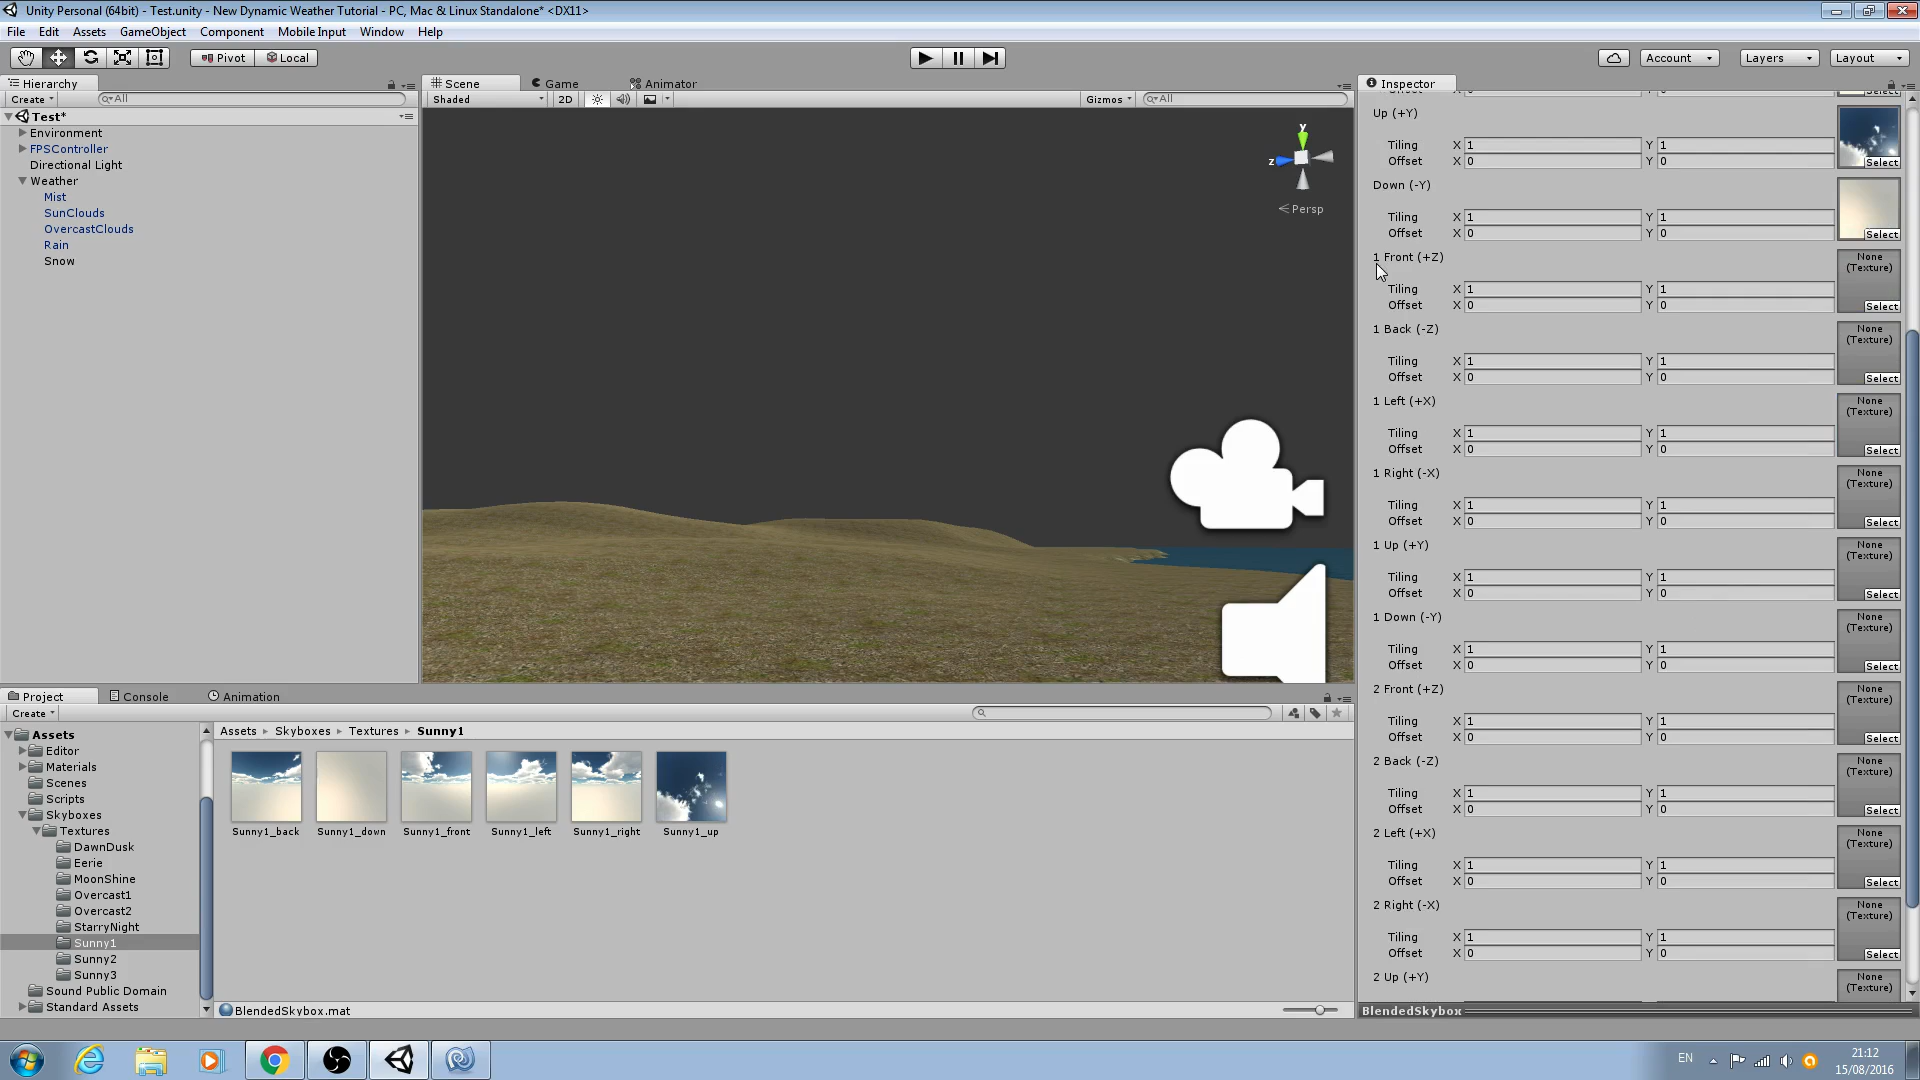 Unity Personal (64bit) - Test.unity - New Dynamic Weather Tutorial - PC, Mac & Linux Standalone* <DX11>
File Edit Assets GameObject Component Mobile Input Window Help
Pivot Local Account Layers Layout
Hierarchy
Create All
Test*
Environment
FPSController
Directional Light
Weather
Mist
SunClouds
OvercastClouds
Rain
Snow
Scene Game Animator
Shaded 2D Gizmos All
y
z
Persp
Inspector
Offset X 0 Y 0 Select
Up (+Y)
Tiling X 1 Y 1
Offset X 0 Y 0 Select
Down (-Y)
Tiling X 1 Y 1
Offset X 0 Y 0 Select
1 Front (+Z) None (Texture)
Tiling X 1 Y 1
Offset X 0 Y 0 Select
1 Back (-Z) None (Texture)
Tiling X 1 Y 1
Offset X 0 Y 0 Select
1 Left (+X) None (Texture)
Tiling X 1 Y 1
Offset X 0 Y 0 Select
1 Right (-X) None (Texture)
Tiling X 1 Y 1
Offset X 0 Y 0 Select
1 Up (+Y) None (Texture)
Tiling X 1 Y 1
Offset X 0 Y 0 Select
1 Down (-Y) None (Texture)
Tiling X 1 Y 1
Offset X 0 Y 0 Select
2 Front (+Z) None (Texture)
Tiling X 1 Y 1
Offset X 0 Y 0 Select
2 Back (-Z) None (Texture)
Tiling X 1 Y 1
Offset X 0 Y 0 Select
2 Left (+X) None (Texture)
Tiling X 1 Y 1
Offset X 0 Y 0 Select
2 Right (-X) None (Texture)
Tiling X 1 Y 1
Offset X 0 Y 0 Select
2 Up (+Y) None (Texture)
BlendedSkybox
Project Console Animation
Create
Assets
Editor
Materials
Scenes
Scripts
Skyboxes
Textures
DawnDusk
Eerie
MoonShine
Overcast1
Overcast2
StarryNight
Sunny1
Sunny2
Sunny3
Sound Public Domain
Standard Assets
Assets Skyboxes Textures Sunny1
Sunny1_back Sunny1_down Sunny1_front Sunny1_left Sunny1_right Sunny1_up
BlendedSkybox.mat
EN
21:12
15/08/2016